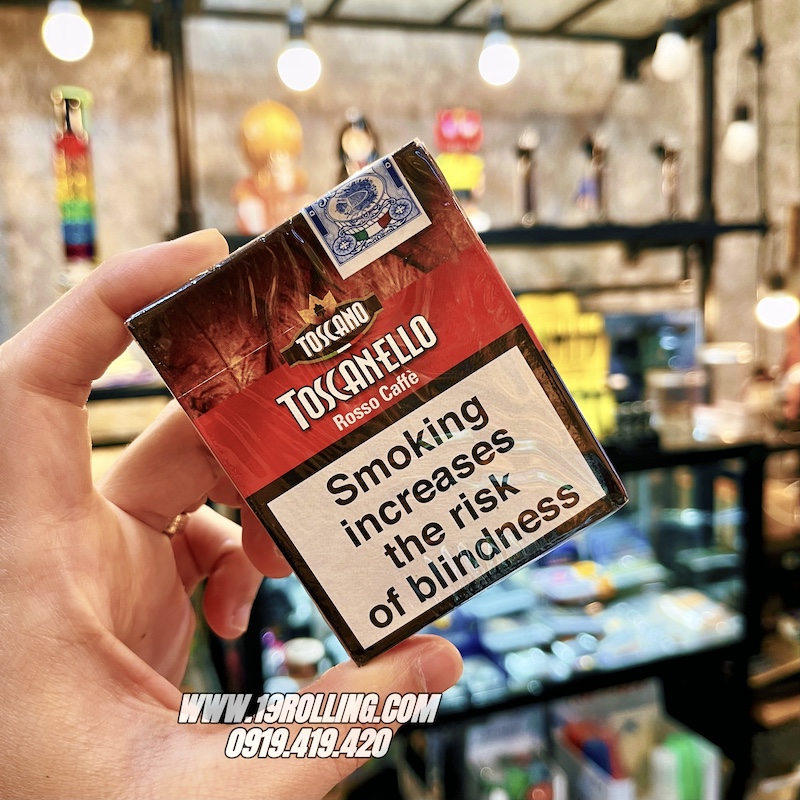 TOSCANO
TOSCANELLO
Rosso Caffè
Smoking
increases
the risk
of blindness
WWW.19ROLLING.COM
0919.419.420